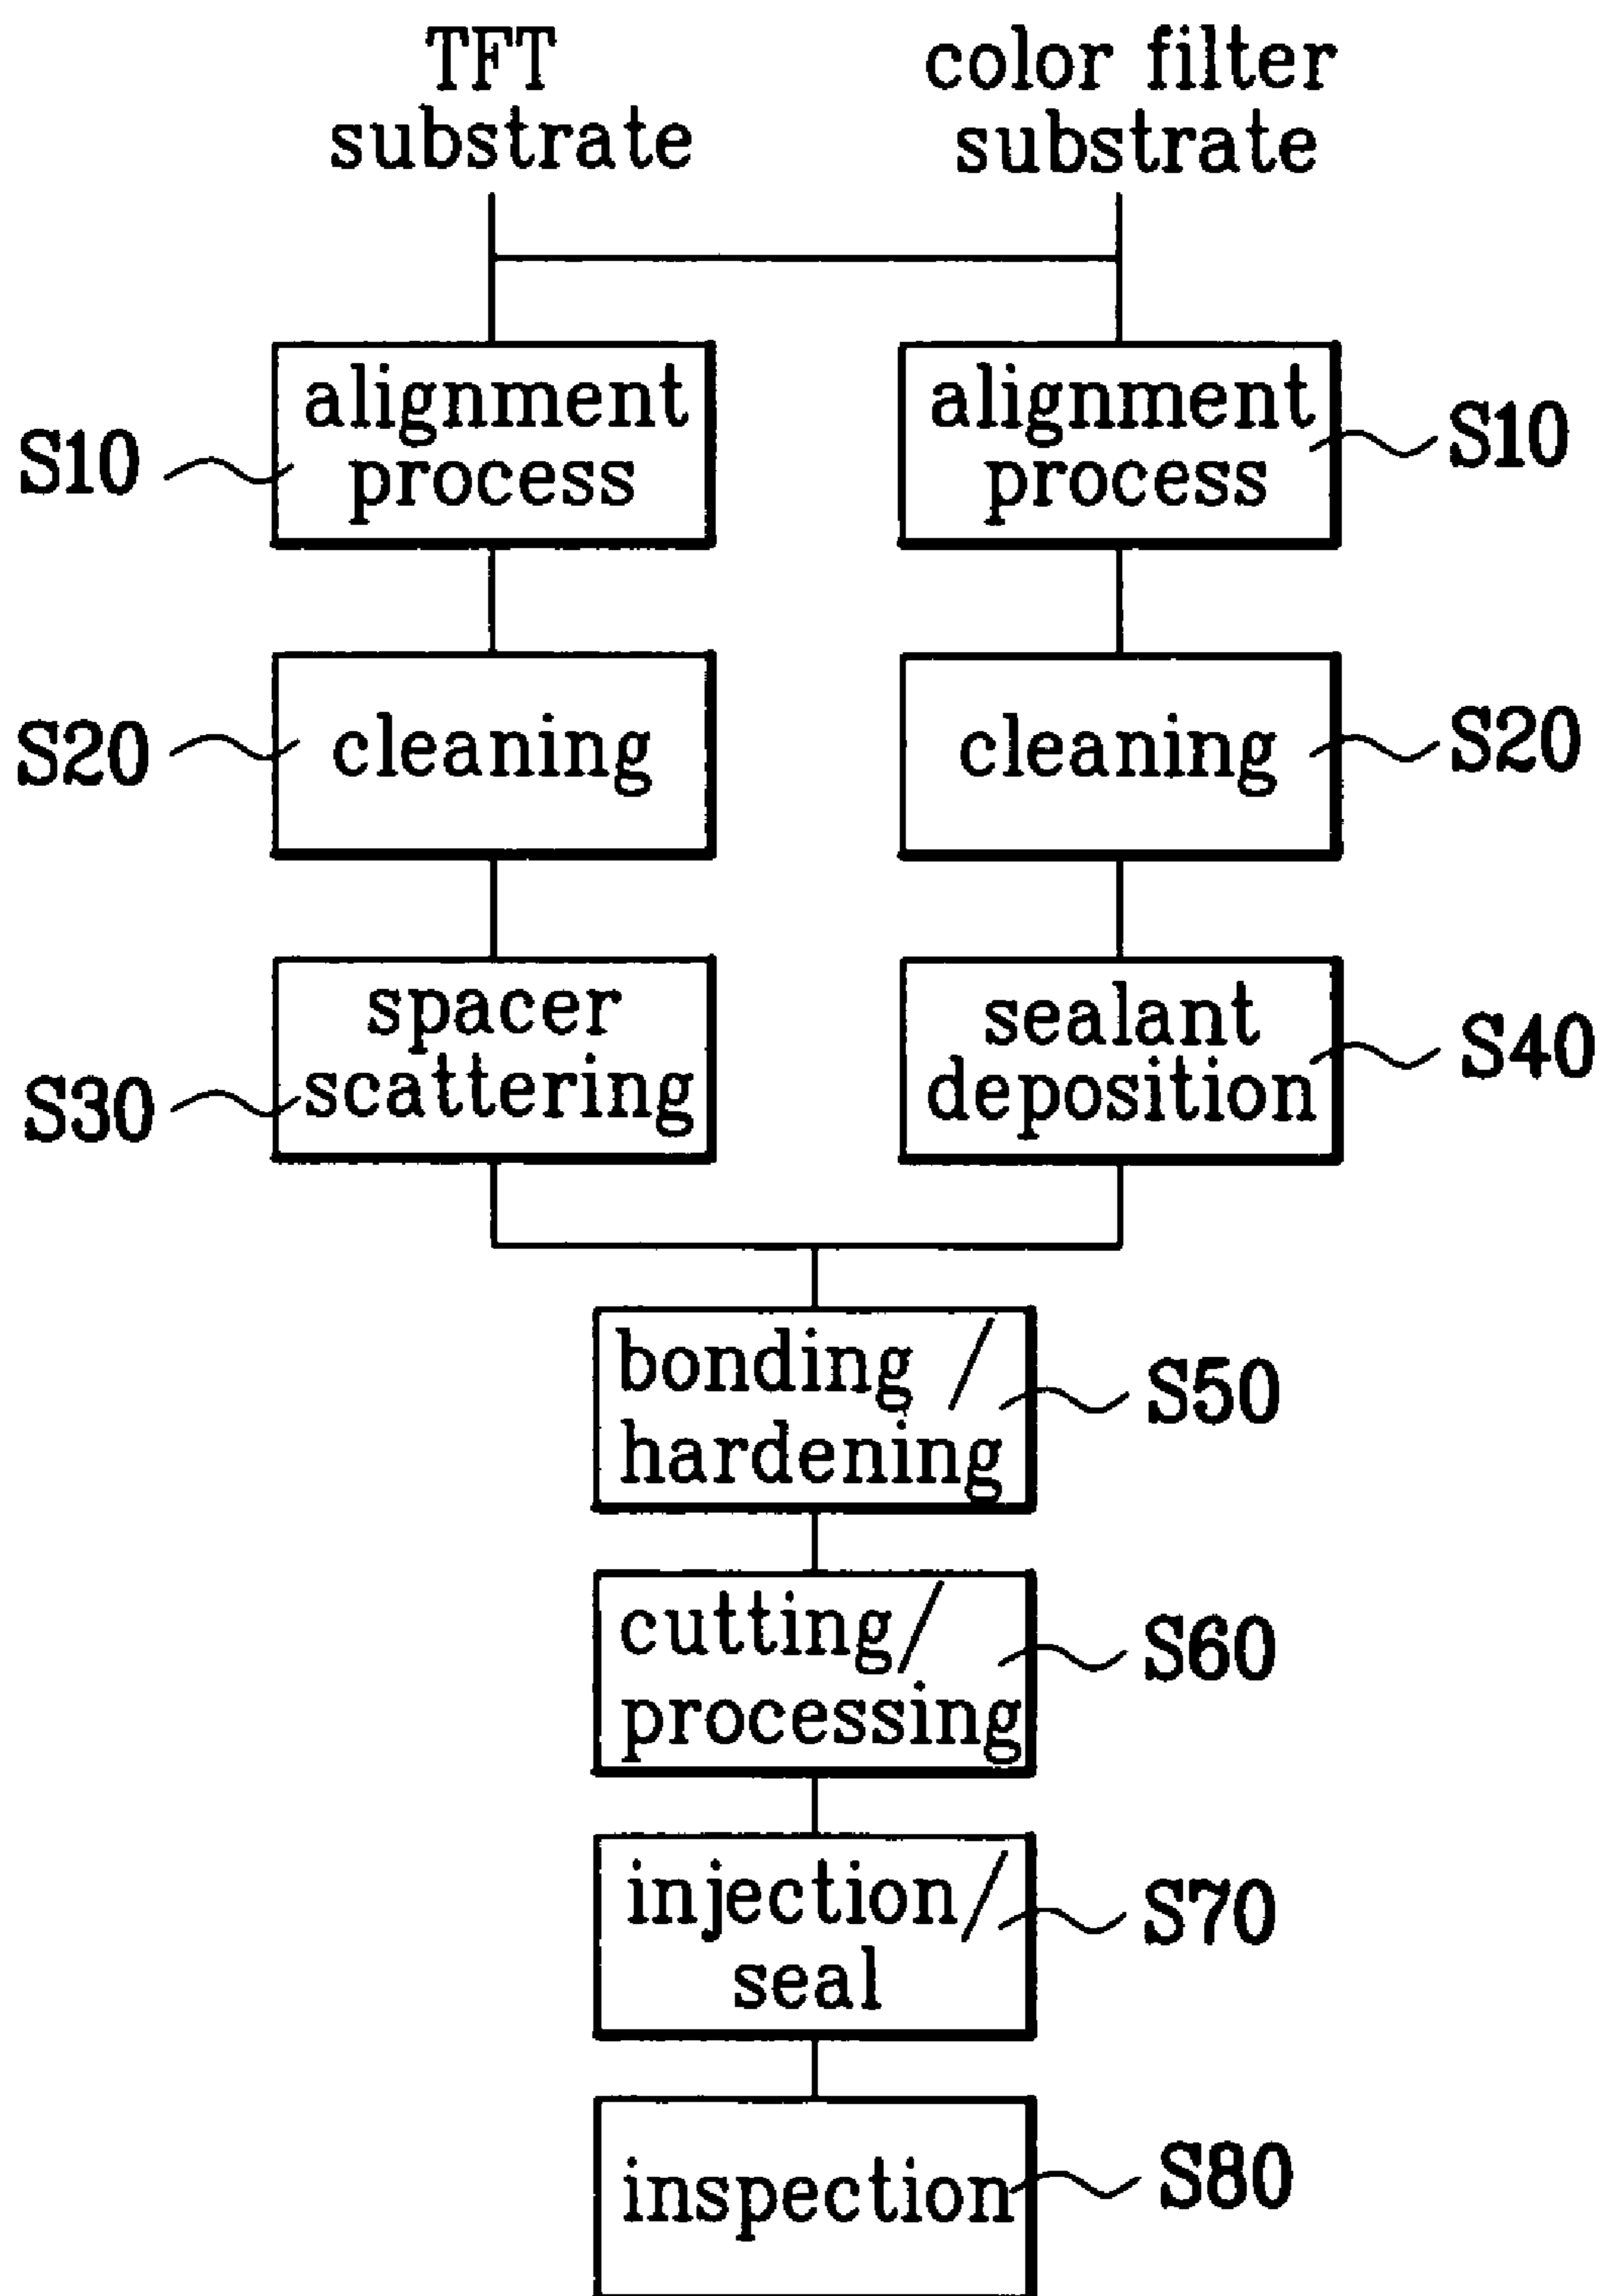 TFT
substrate
color filter
substrate
S10
alignment
process
alignment
process
S10
S20
cleaning
cleaning
S20
S30
spacer
scattering
sealant
deposition
S40
bonding /
hardening
S50
cutting/
processing
S60
injection/
seal
S70
inspection
S80